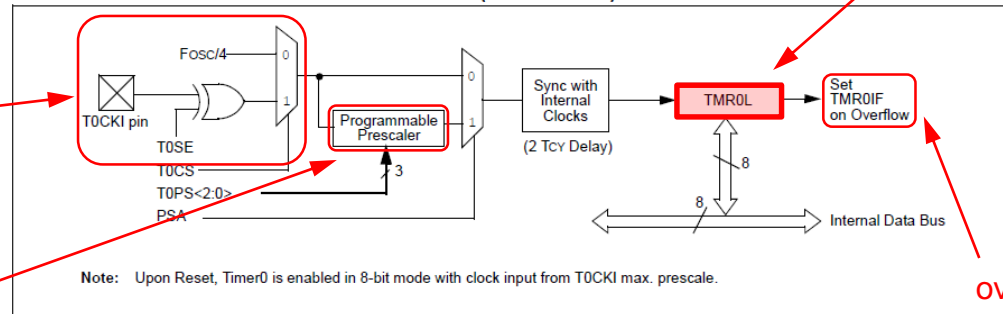 Fosc/4
0
1
T0CKI pin
T0SE
T0CS
T0PS<2:0>
PSA
Programmable
Prescaler
3
0
1
Sync with
Internal
Clocks
(2 TCY Delay)
TMR0L
Set
TMR0IF
on Overflow
8
8
Internal Data Bus
Note: Upon Reset, Timer0 is enabled in 8-bit mode with clock input from T0CKI max. prescale.
ov